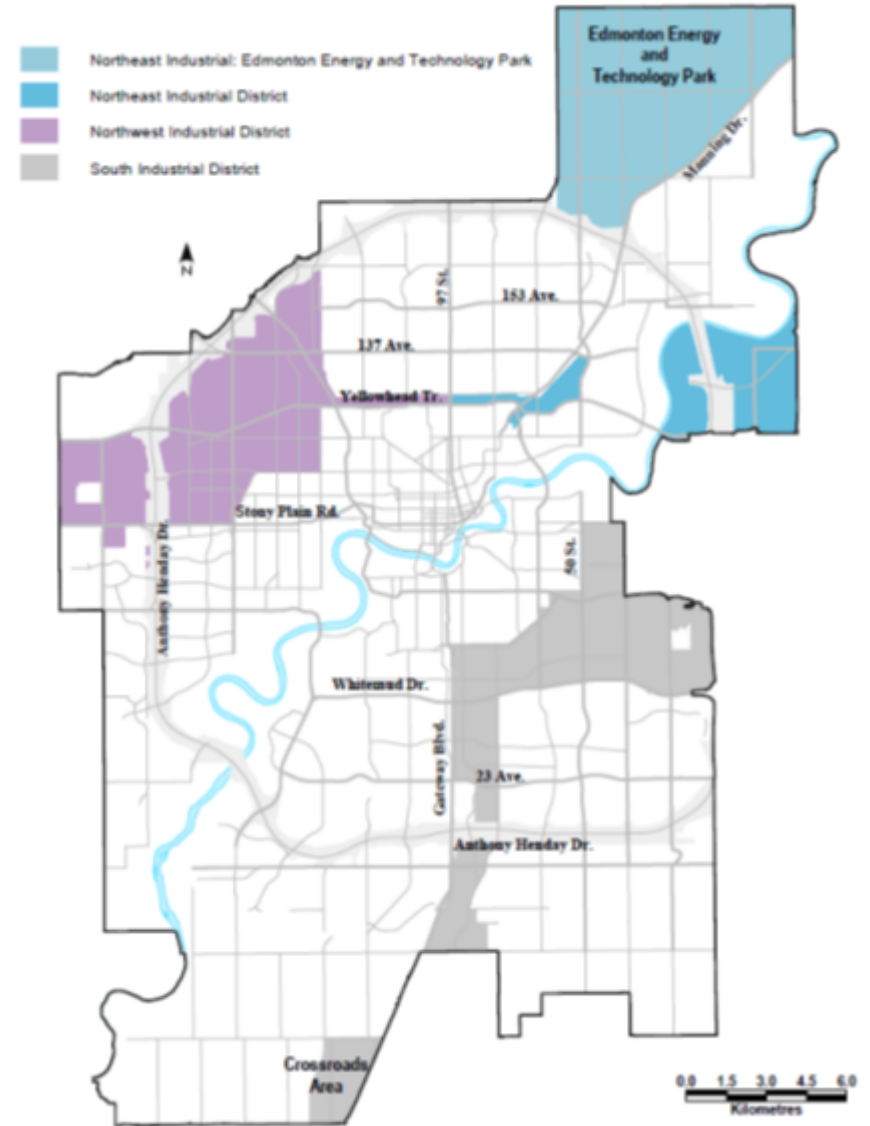 Edmonton Energy
and
Technology Park
Northeast Industrial: Edmonton Energy and Technology Park
Northeast Industrial District
Northwest Industrial District
South Industrial District
Manning Dr.
N
97 St.
153 Ave.
137 Ave.
Yellowhead Tr.
Stony Plain Rd.
50 St.
Anthony Henday Dr.
Whitemud Dr.
Gateway Blvd.
23 Ave.
Anthony Henday Dr.
Crossroads
Area
0.0 1.5 3.0 4.5 6.0
Kilometres